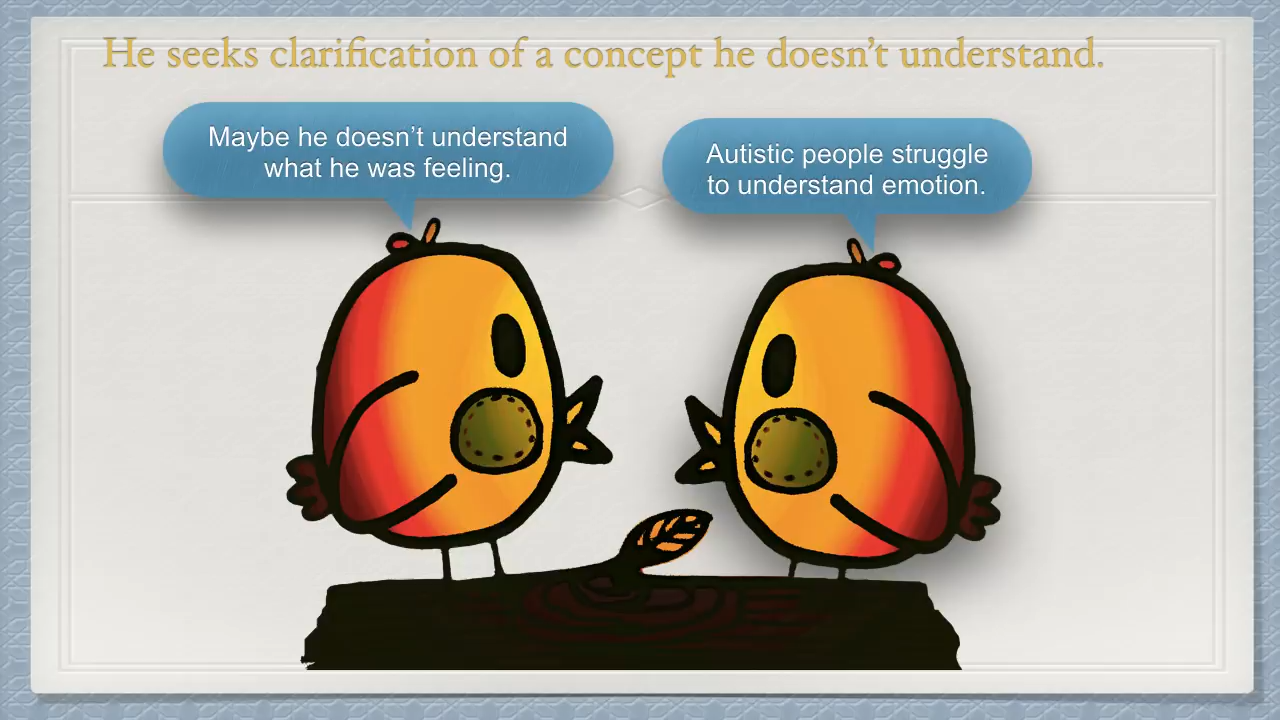 He seeks clarification of a concept he doesn’t understand.
Maybe he doesn’t understand
what he was feeling.
Autistic people struggle
to understand emotion.